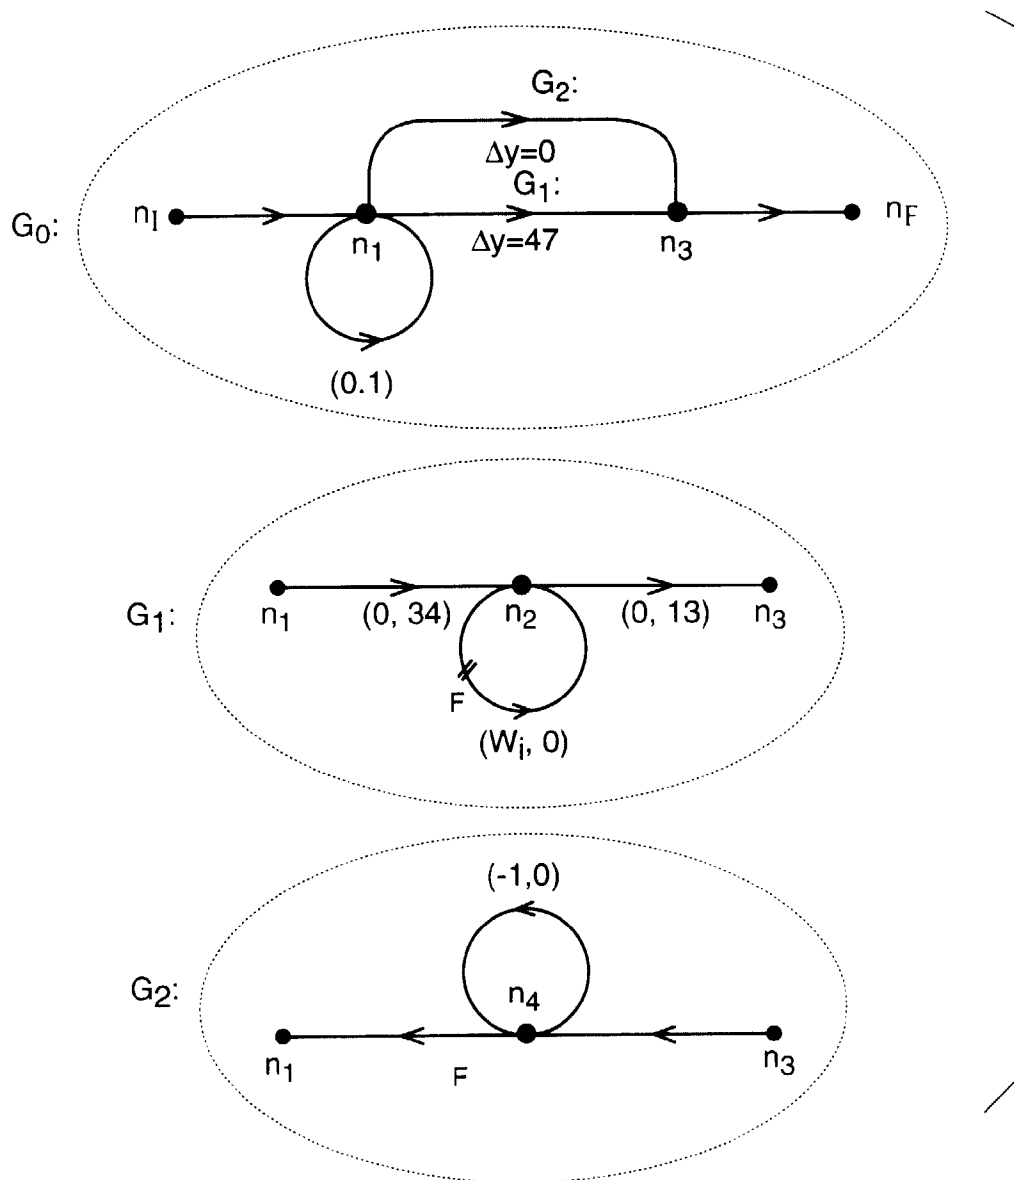 G2:
Δy=0
G1:
G0: nI n1 Δy=47 n3 nF
(0.1)
G1: n1 (0, 34) n2 (0, 13) n3
F
(Wi, 0)
(-1,0)
G2: n4
n1 F n3